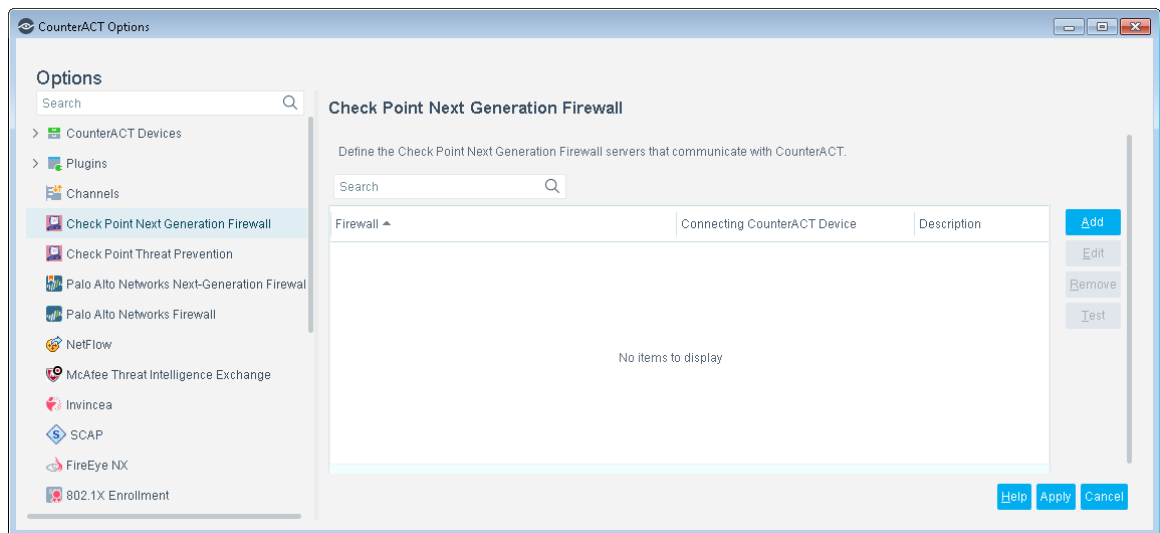 CounterACT Options
Options
Search
CounterACT Devices
Plugins
Channels
Check Point Next Generation Firewall
Check Point Threat Prevention
Palo Alto Networks Next-Generation Firewal
Palo Alto Networks Firewall
NetFlow
McAfee Threat Intelligence Exchange
Invincea
SCAP
FireEye NX
802.1X Enrollment
Check Point Next Generation Firewall
Define the Check Point Next Generation Firewall servers that communicate with CounterACT.
Search
Firewall Connecting CounterACT Device Description
No items to display
Add
Edit
Remove
Test
Help Apply Cancel